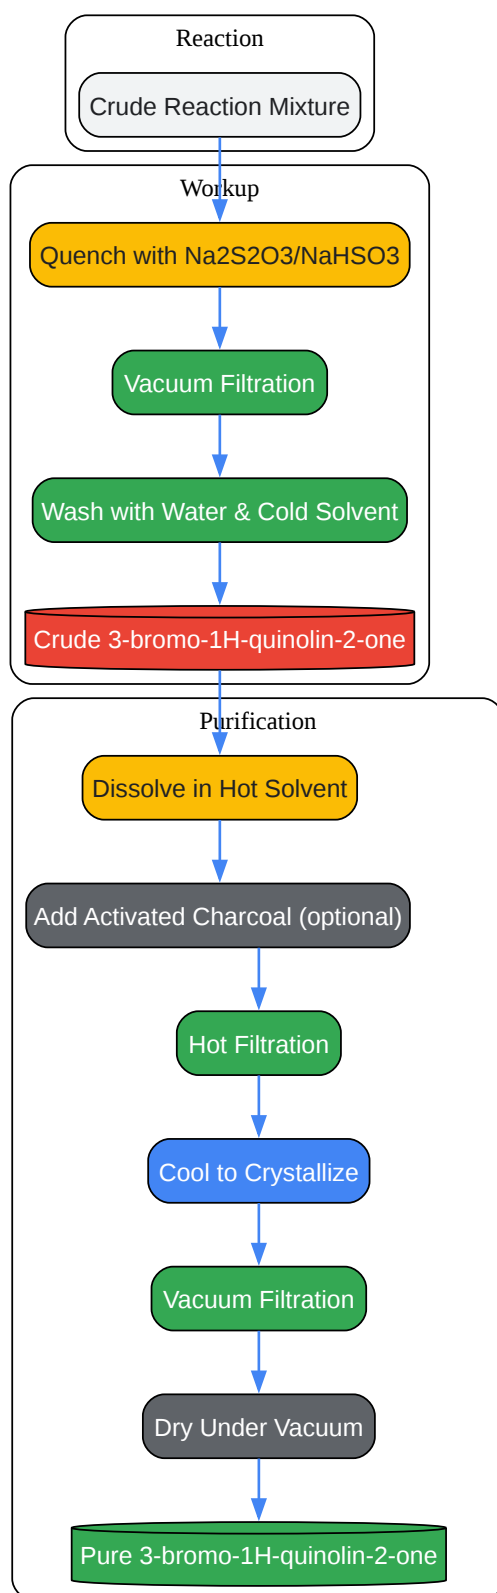 Reaction
Crude Reaction Mixture
Workup
Quench with Na2S2O3/NaHSO3
Vacuum Filtration
Wash with Water & Cold Solvent
Crude 3-bromo-1H-quinolin-2-one
Purification
Dissolve in Hot Solvent
Add Activated Charcoal (optional)
Hot Filtration
Cool to Crystallize
Vacuum Filtration
Dry Under Vacuum
Pure 3-bromo-1H-quinolin-2-one